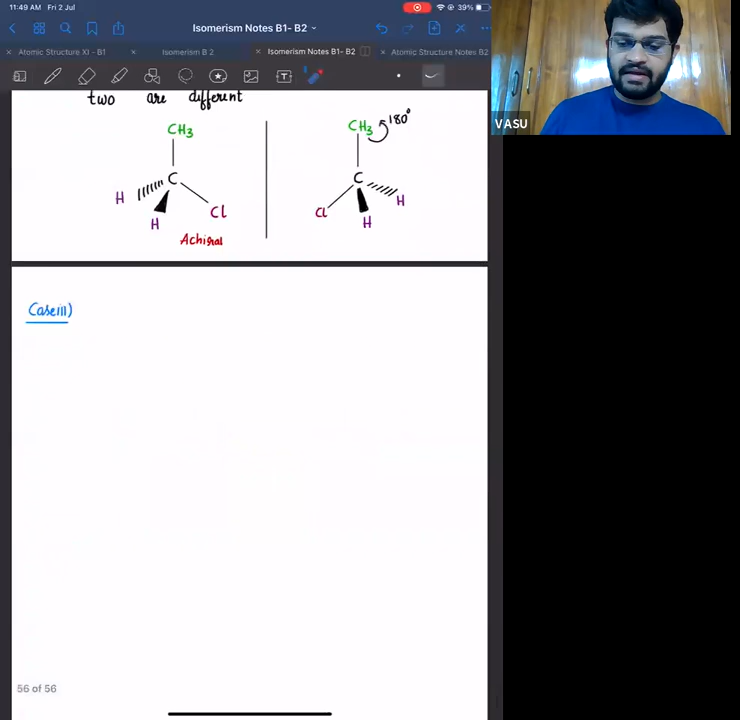 11:49 AM Fri 2 Jul
39%
Isomerism Notes B1- B2
Atomic Structure XI - B1
Isomerism B 2
Isomerism Notes B1- B2
Atomic Structure Notes B2
VASU
two are different
CH3
C
H
H
Cl
Achiral
CH3
180°
C
Cl
H
H
Case iii)
56 of 56